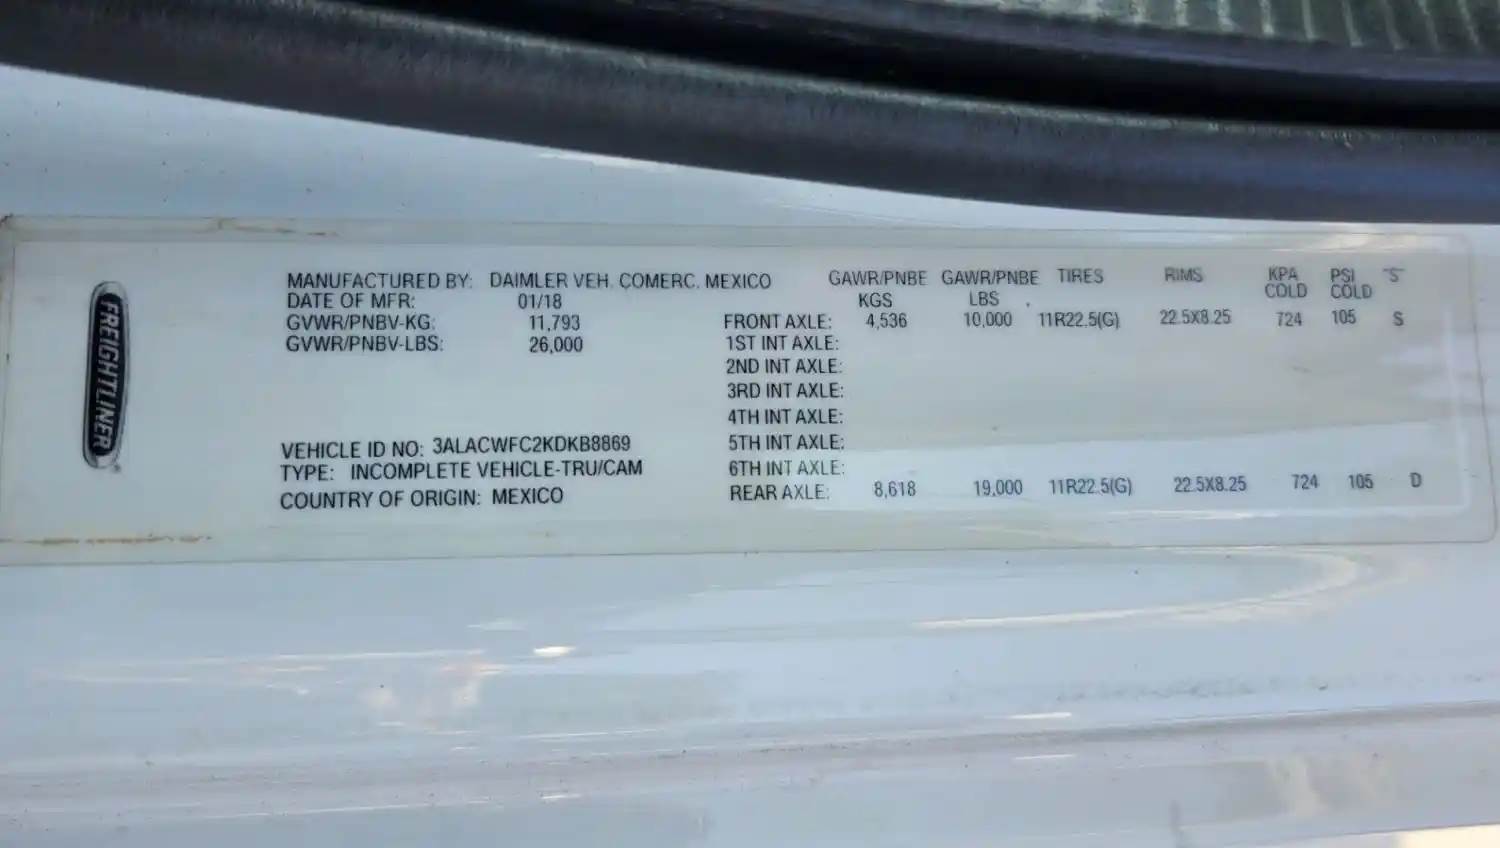 FREIGHTLINER
MANUFACTURED BY: DAIMLER VEH. COMERC. MEXICO
DATE OF MFR: 01/18
GVWR/PNBV-KG: 11,793
GVWR/PNBV-LBS: 26,000
VEHICLE ID NO: 3ALACWFC2KDKB8869
TYPE: INCOMPLETE VEHICLE-TRU/CAM
COUNTRY OF ORIGIN: MEXICO
GAWR/PNBE KGS GAWR/PNBE LBS TIRES RIMS KPA COLD PSI COLD "S"
FRONT AXLE: 4,536 10,000 11R22.5(G) 22.5X8.25 724 105 S
1ST INT AXLE:
2ND INT AXLE:
3RD INT AXLE:
4TH INT AXLE:
5TH INT AXLE:
6TH INT AXLE:
REAR AXLE: 8,618 19,000 11R22.5(G) 22.5X8.25 724 105 D